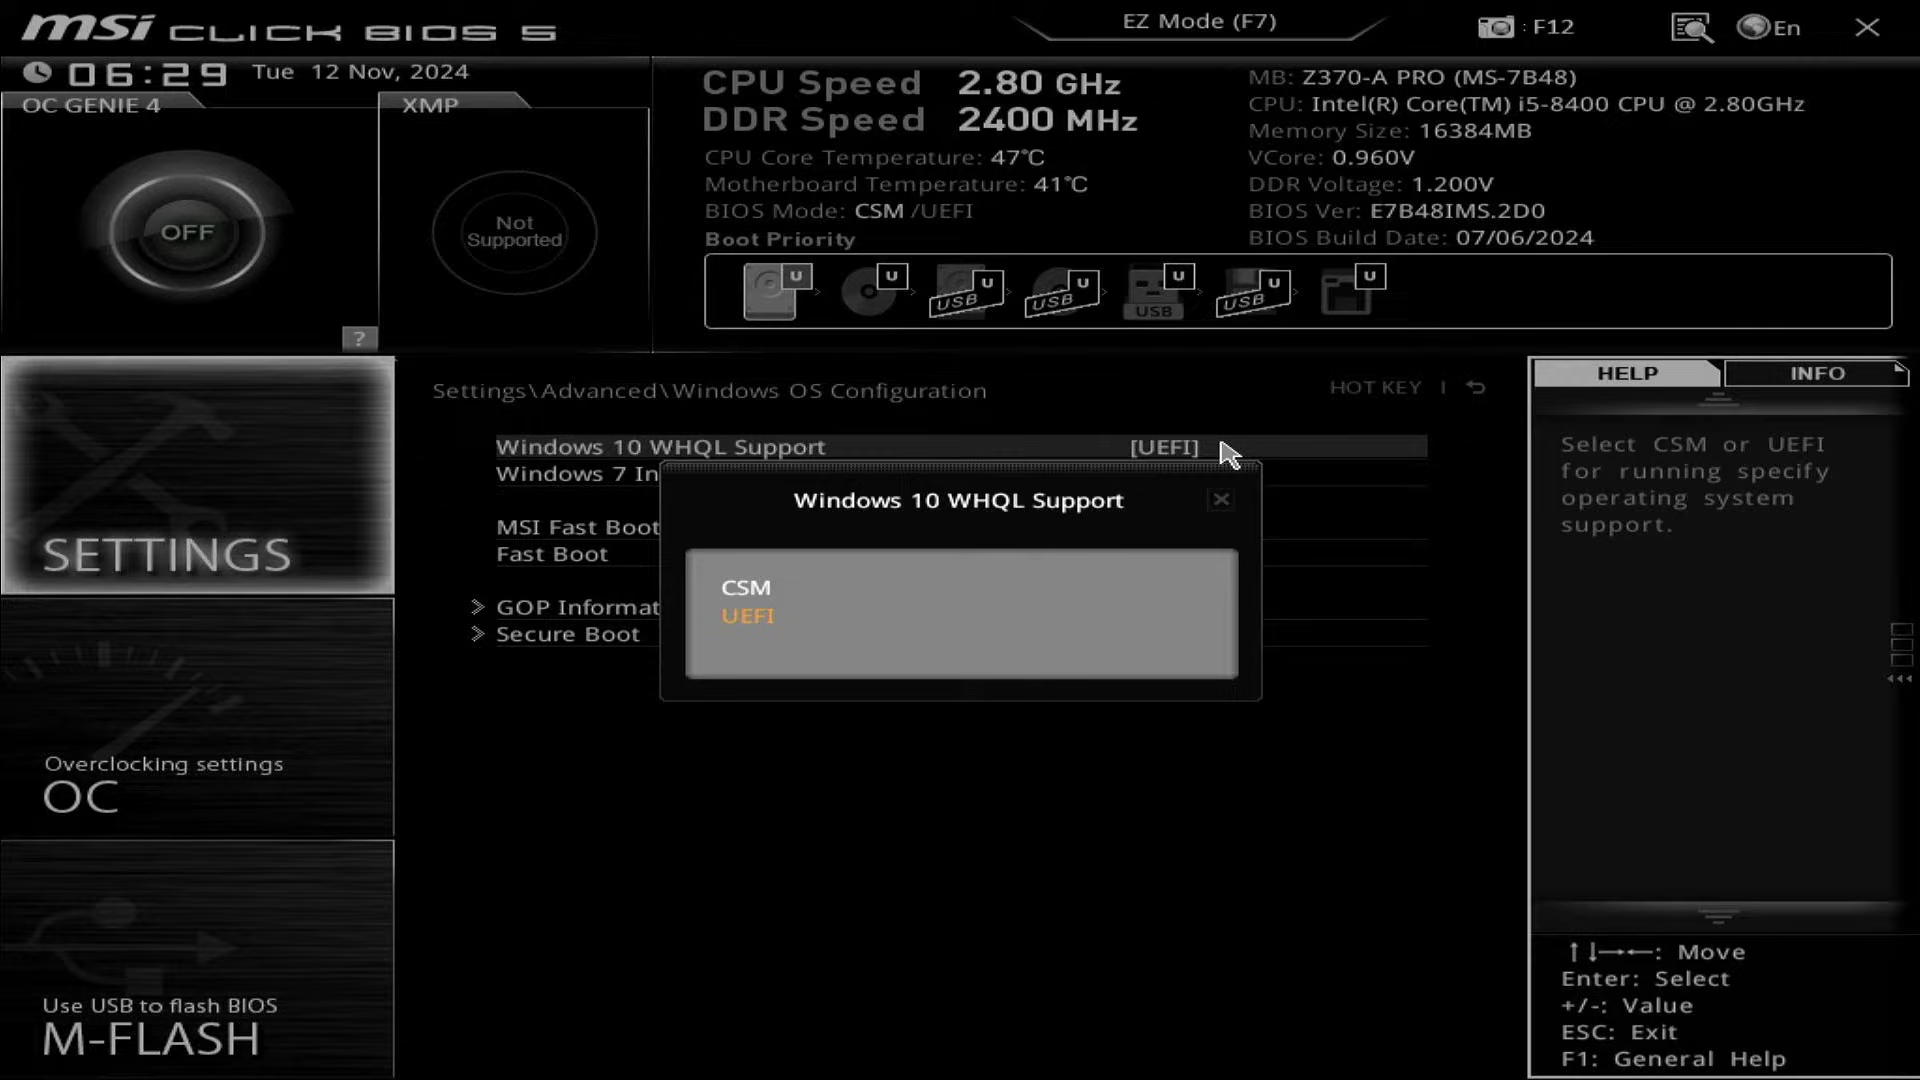 msi CLICK BIOS 5
EZ Mode (F7)
: F12
En
06:29 Tue 12 Nov, 2024
OC GENIE 4
XMP
OFF
Not
Supported
?
CPU Speed 2.80 GHz
DDR Speed 2400 MHz
CPU Core Temperature: 47°C
Motherboard Temperature: 41°C
BIOS Mode: CSM /UEFI
Boot Priority
MB: Z370-A PRO (MS-7B48)
CPU: Intel(R) Core(TM) i5-8400 CPU @ 2.80GHz
Memory Size: 16384MB
VCore: 0.960V
DDR Voltage: 1.200V
BIOS Ver: E7B48IMS.2D0
BIOS Build Date: 07/06/2024
U U USB U USB U USB U USB U U
SETTINGS
Overclocking settings
OC
Use USB to flash BIOS
M-FLASH
Settings\Advanced\Windows OS Configuration
HOT KEY |
Windows 10 WHQL Support [UEFI]
Windows 7 In
MSI Fast Boot
Fast Boot
> GOP Informat
> Secure Boot
Windows 10 WHQL Support
CSM
UEFI
HELP
INFO
Select CSM or UEFI
for running specify
operating system
support.
↑↓→←: Move
Enter: Select
+/-: Value
ESC: Exit
F1: General Help